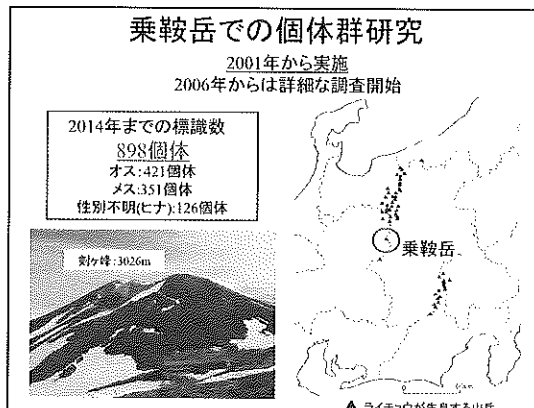 乗鞍岳での個体群研究
2001年から実施
2006年からは詳細な調査開始
2014年までの標識数
898個体
オス:421個体
メス:351個体
性別不明(ヒナ):126個体
剣ヶ峰:3026m
乗鞍岳
▲ ライチョウが生息する山岳